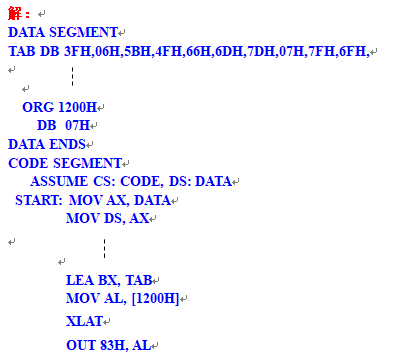 解：
DATA SEGMENT
TAB DB 3FH,06H,5BH,4FH,66H,6DH,7DH,07H,7FH,6FH,
ORG 1200H
DB 07H
DATA ENDS
CODE SEGMENT
ASSUME CS: CODE, DS: DATA
START: MOV AX, DATA
MOV DS, AX
LEA BX, TAB
MOV AL, [1200H]
XLAT
OUT 83H, AL